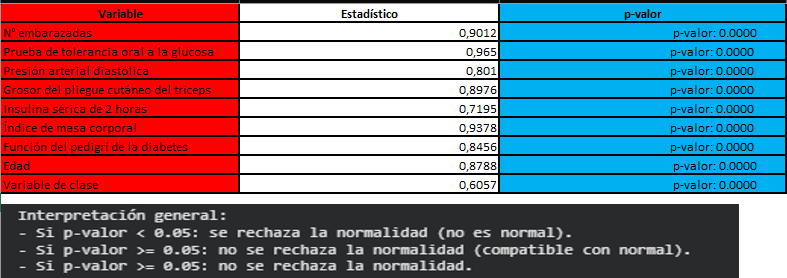 Variable Estadístico p-valor
N° embarazadas 0,9012 p-valor: 0.0000
Prueba de tolerancia oral a la glucosa 0,965 p-valor: 0.0000
Presión arterial diastólica 0,801 p-valor: 0.0000
Grosor del pliegue cutáneo del tríceps 0,8976 p-valor: 0.0000
Insulina sérica de 2 horas 0,7195 p-valor: 0.0000
Índice de masa corporal 0,9378 p-valor: 0.0000
Función del pedigrí de la diabetes 0,8456 p-valor: 0.0000
Edad 0,8788 p-valor: 0.0000
Variable de clase 0,6057 p-valor: 0.0000
Interpretación general:
- Si p-valor < 0.05: se rechaza la normalidad (no es normal).
- Si p-valor >= 0.05: no se rechaza la normalidad (compatible con normal).
- Si p-valor >= 0.05: no se rechaza la normalidad.